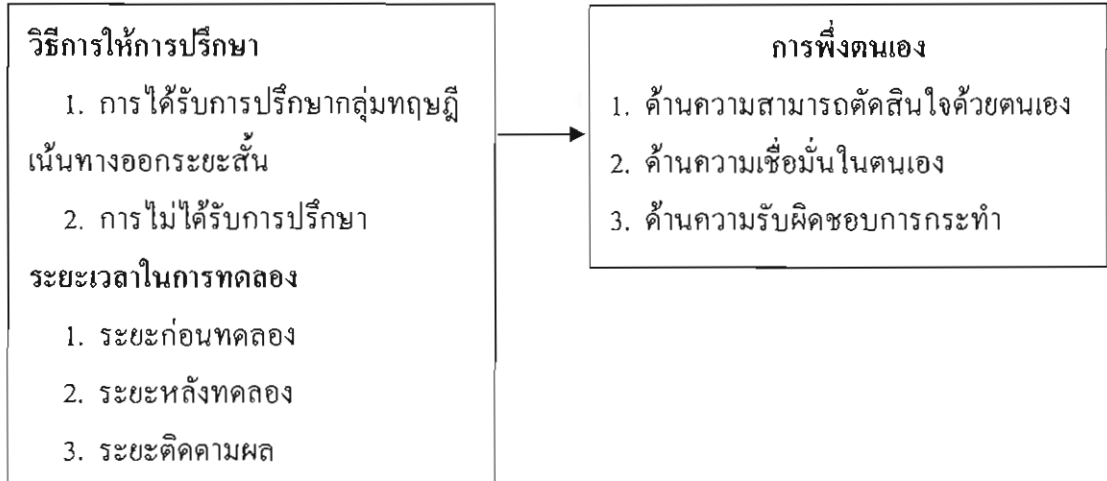 วิธีการให้การปรึกษา
1. การได้รับการปรึกษากลุ่มทฤษฎี
เน้นทางออกระยะสั้น
2. การไม่ได้รับการปรึกษา
ระยะเวลาในการทดลอง
1. ระยะก่อนทดลอง
2. ระยะหลังทดลอง
3. ระยะติดตามผล
การพึ่งตนเอง
1. ด้านความสามารถตัดสินใจด้วยตนเอง
2. ด้านความเชื่อมั่นในตนเอง
3. ด้านความรับผิดชอบการกระทำ